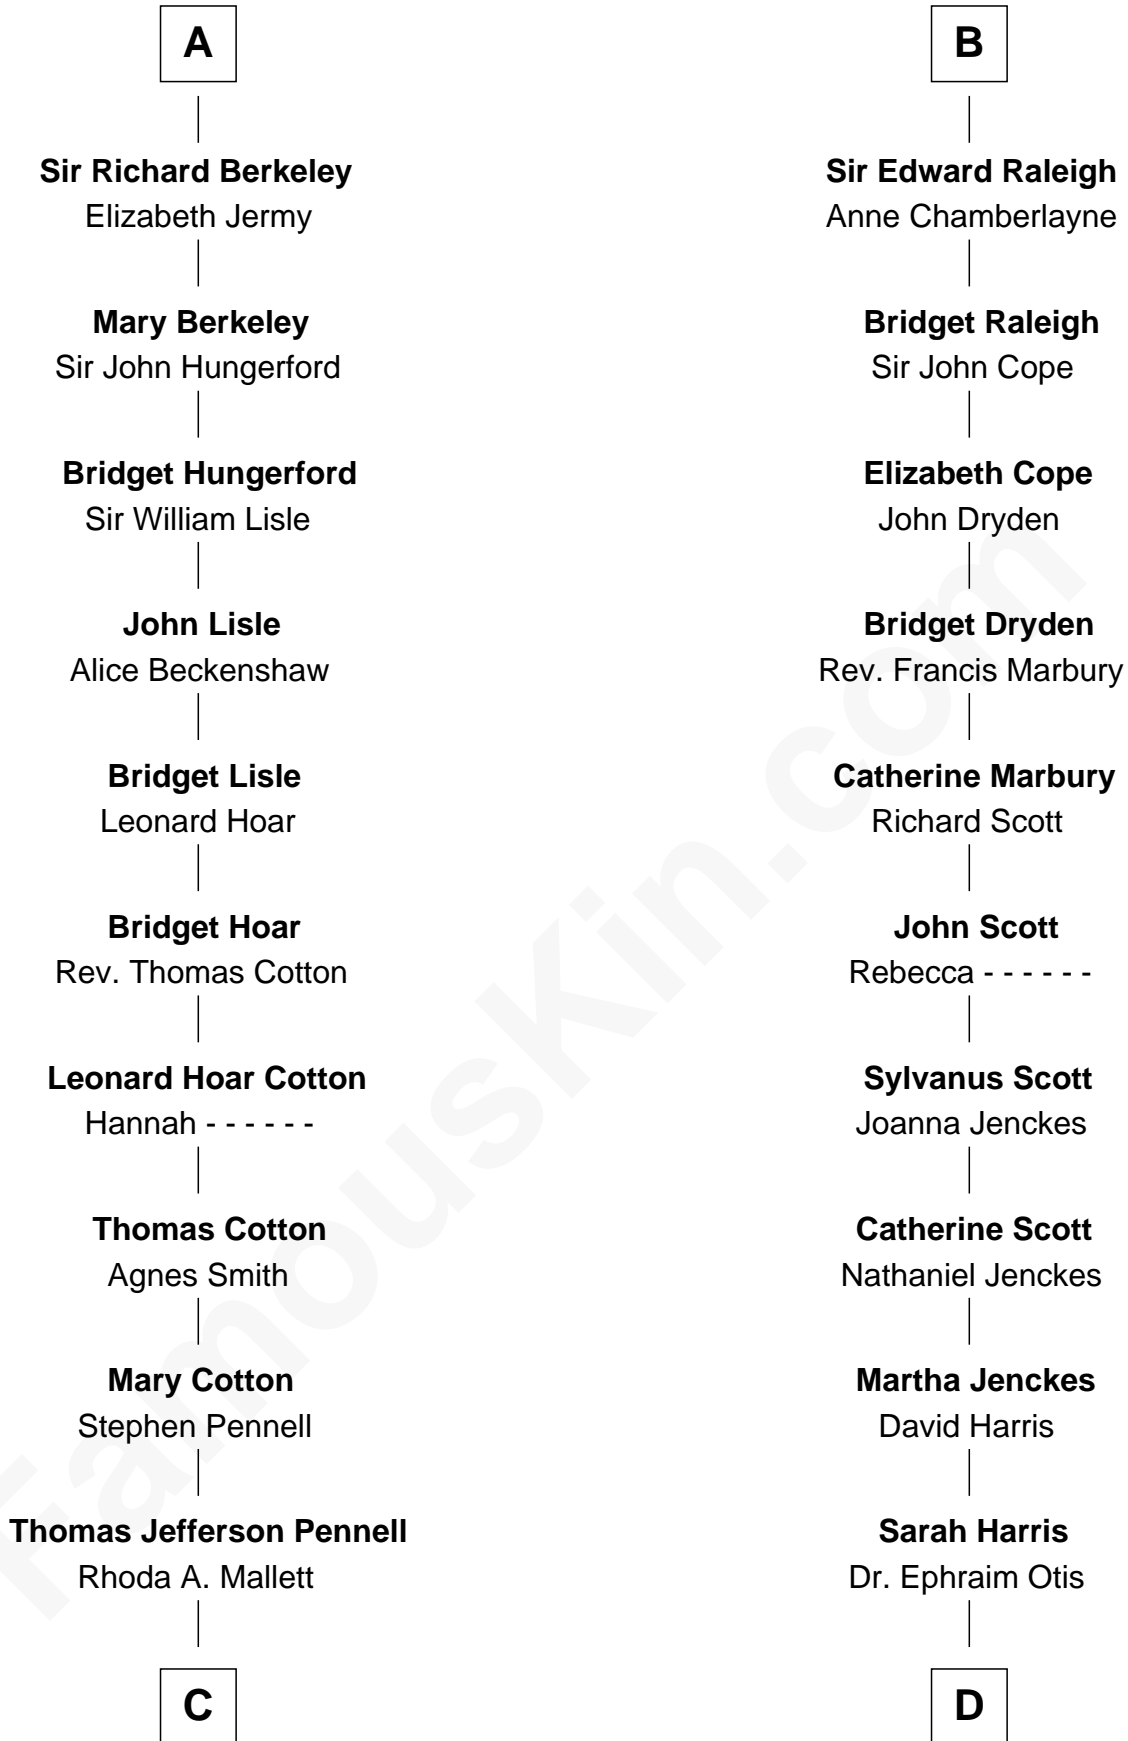 A
Sir Richard Berkeley
Elizabeth Jermy
Mary Berkeley
Sir John Hungerford
Bridget Hungerford
Sir William Lisle
John Lisle
Alice Beckenshaw
Bridget Lisle
Leonard Hoar
Bridget Hoar
Rev. Thomas Cotton
Leonard Hoar Cotton
Hannah - - - - - -
Thomas Cotton
Agnes Smith
Mary Cotton
Stephen Pennell
Thomas Jefferson Pennell
Rhoda A. Mallett
C
B
Sir Edward Raleigh
Anne Chamberlayne
Bridget Raleigh
Sir John Cope
Elizabeth Cope
John Dryden
Bridget Dryden
Rev. Francis Marbury
Catherine Marbury
Richard Scott
John Scott
Rebecca - - - - - -
Sylvanus Scott
Joanna Jenckes
Catherine Scott
Nathaniel Jenckes
Martha Jenckes
David Harris
Sarah Harris
Dr. Ephraim Otis
D
FamousKin.com